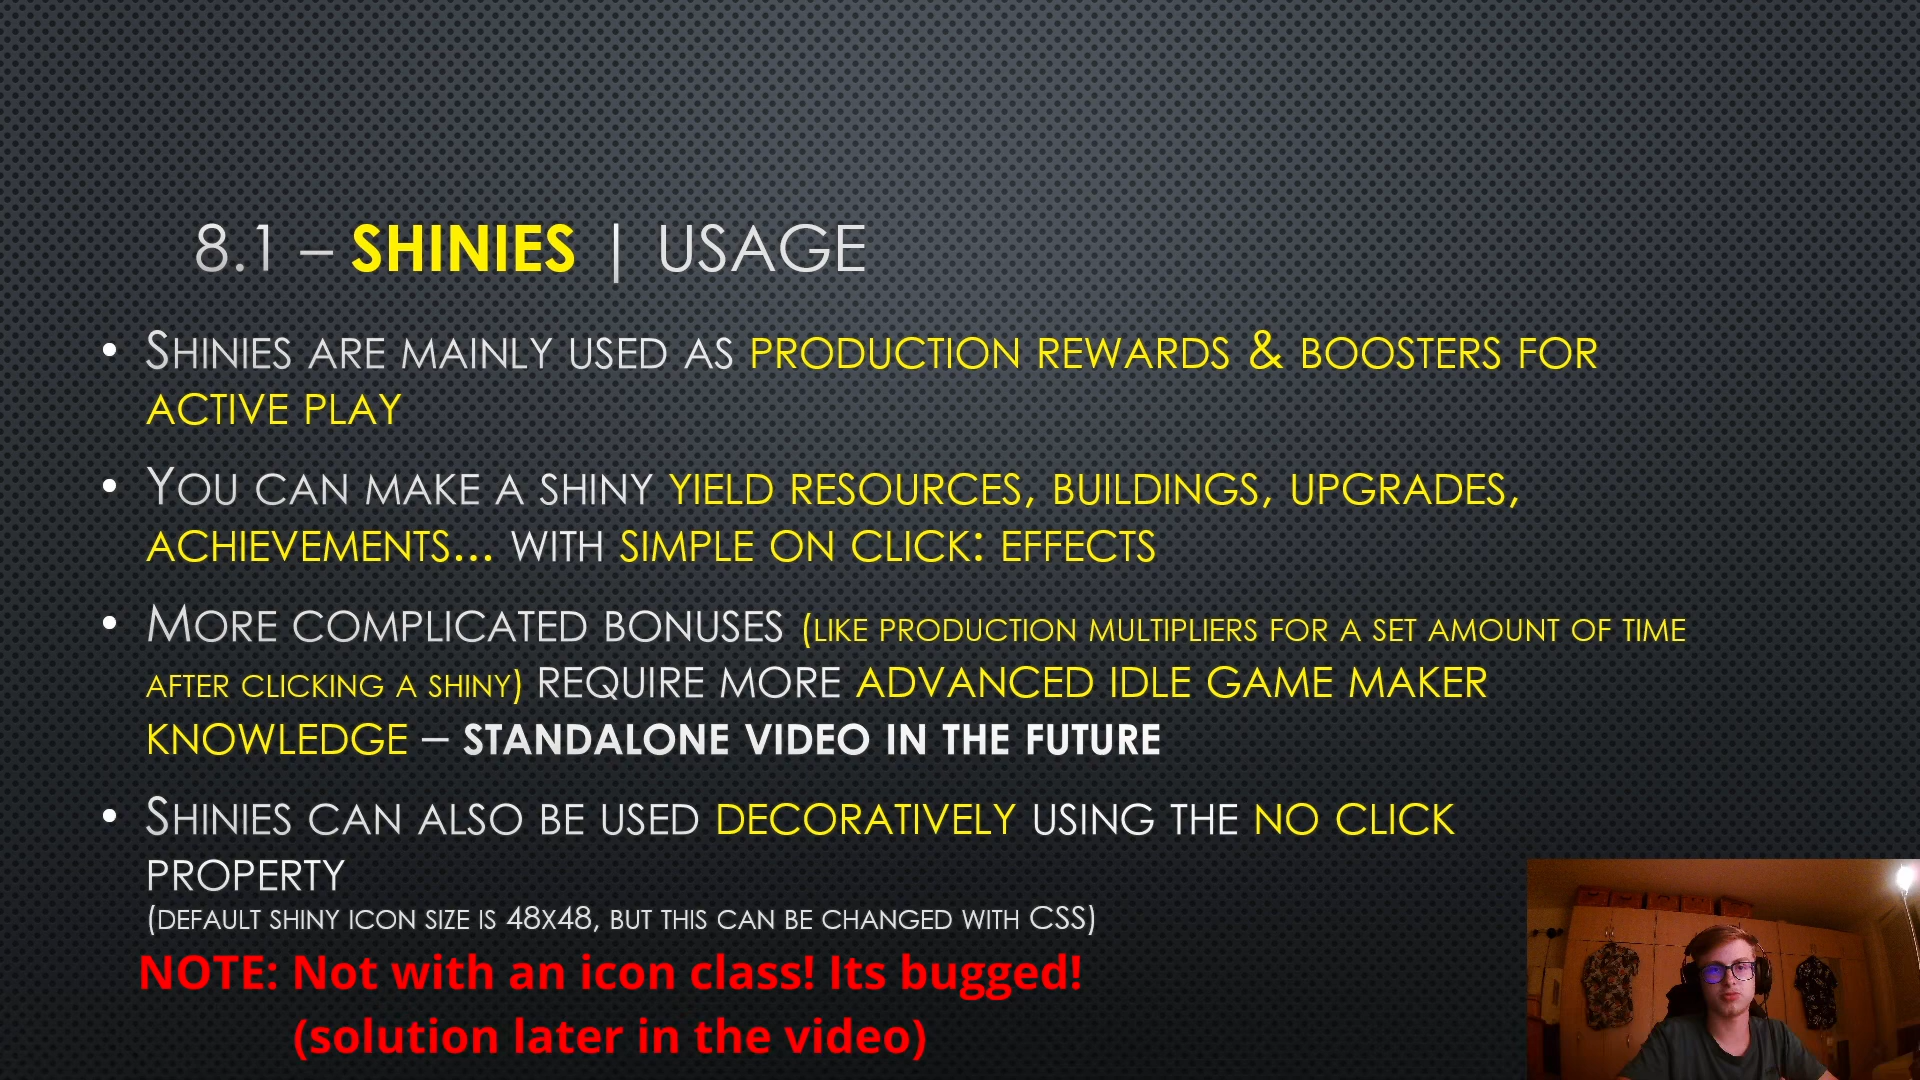 8.1 – SHINIES | USAGE
• SHINIES ARE MAINLY USED AS PRODUCTION REWARDS & BOOSTERS FOR
ACTIVE PLAY
• YOU CAN MAKE A SHINY YIELD RESOURCES, BUILDINGS, UPGRADES,
ACHIEVEMENTS... WITH SIMPLE ON CLICK: EFFECTS
• MORE COMPLICATED BONUSES (LIKE PRODUCTION MULTIPLIERS FOR A SET AMOUNT OF TIME
AFTER CLICKING A SHINY) REQUIRE MORE ADVANCED IDLE GAME MAKER
KNOWLEDGE – STANDALONE VIDEO IN THE FUTURE
• SHINIES CAN ALSO BE USED DECORATIVELY USING THE NO CLICK
PROPERTY
(DEFAULT SHINY ICON SIZE IS 48X48, BUT THIS CAN BE CHANGED WITH CSS)
NOTE: Not with an icon class! Its bugged!
(solution later in the video)